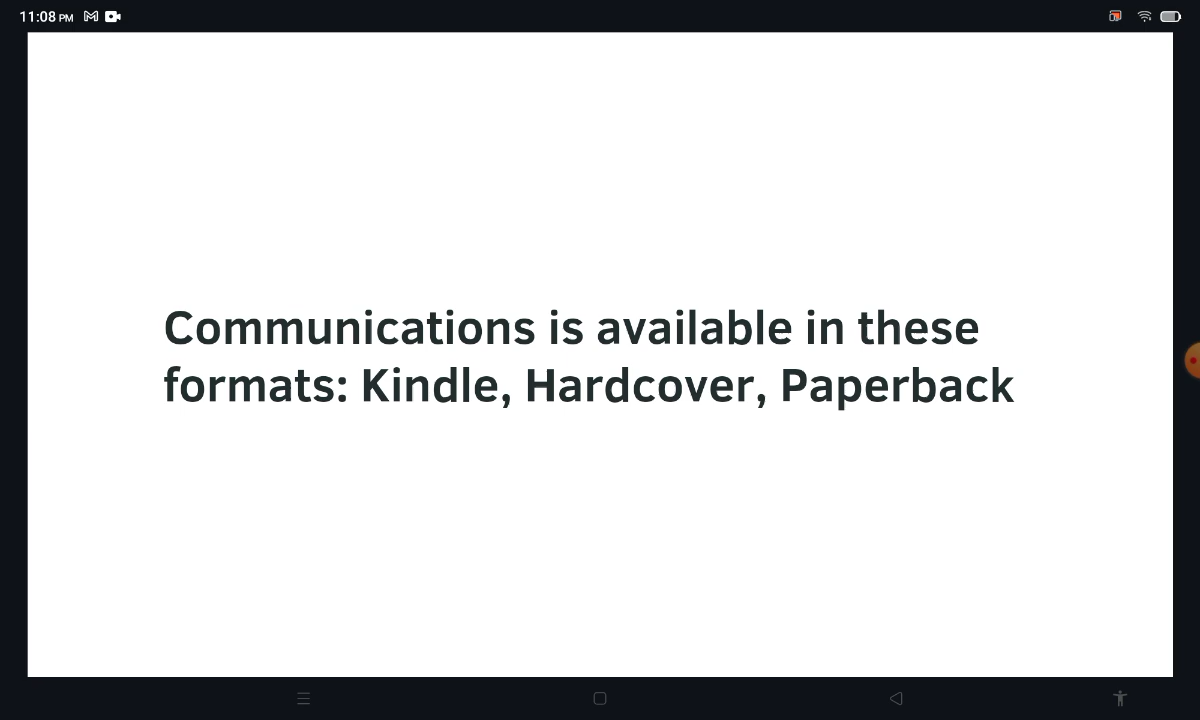 11:08 PM
Communications is available in these
formats: Kindle, Hardcover, Paperback